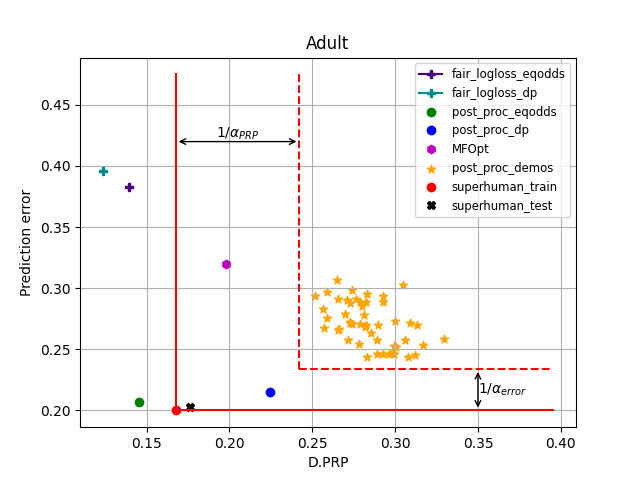 Adult
fair_logloss_eqodds
fair_logloss_dp
post_proc_eqodds
post_proc_dp
MFOpt
post_proc_demos
superhuman_train
superhuman_test
1/α_PRP
1/α_error
Prediction error
0.45
0.40
0.35
0.30
0.25
0.20
0.15 0.20 0.25 0.30 0.35 0.40
D.PRP